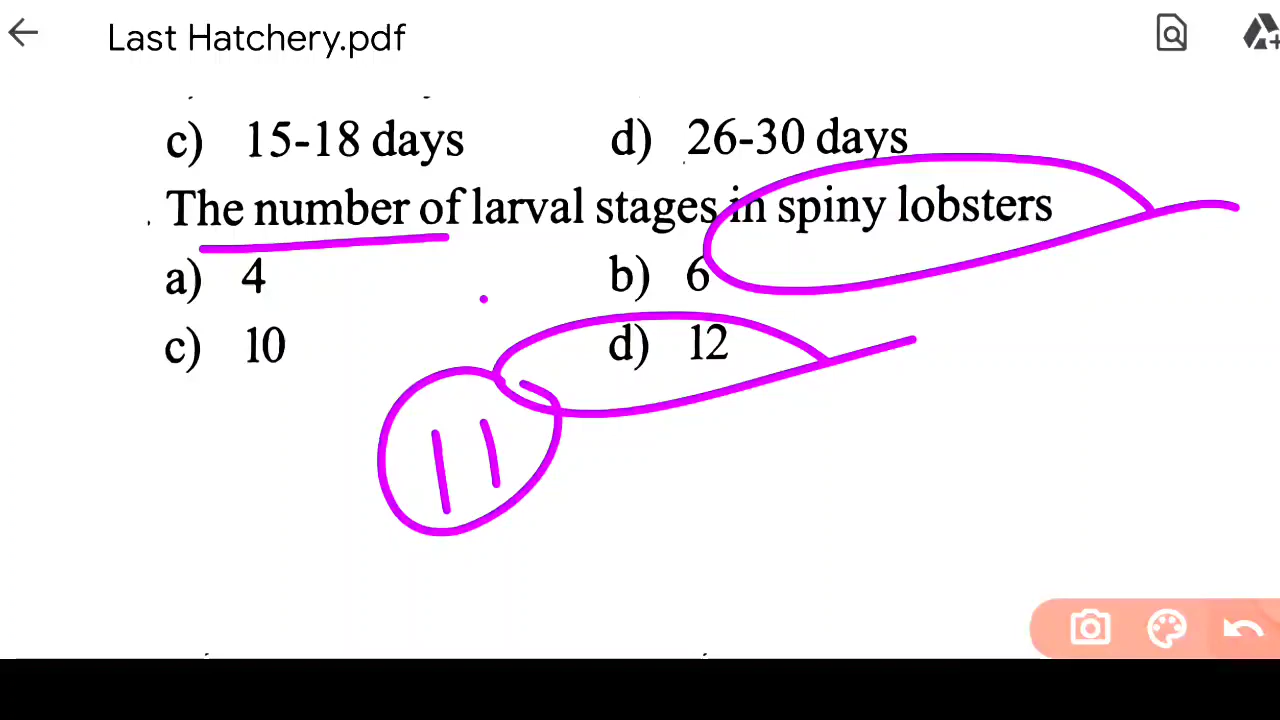 Last Hatchery.pdf
c) 15-18 days d) 26-30 days
The number of larval stages in spiny lobsters
a) 4 b) 6
c) 10 d) 12
11